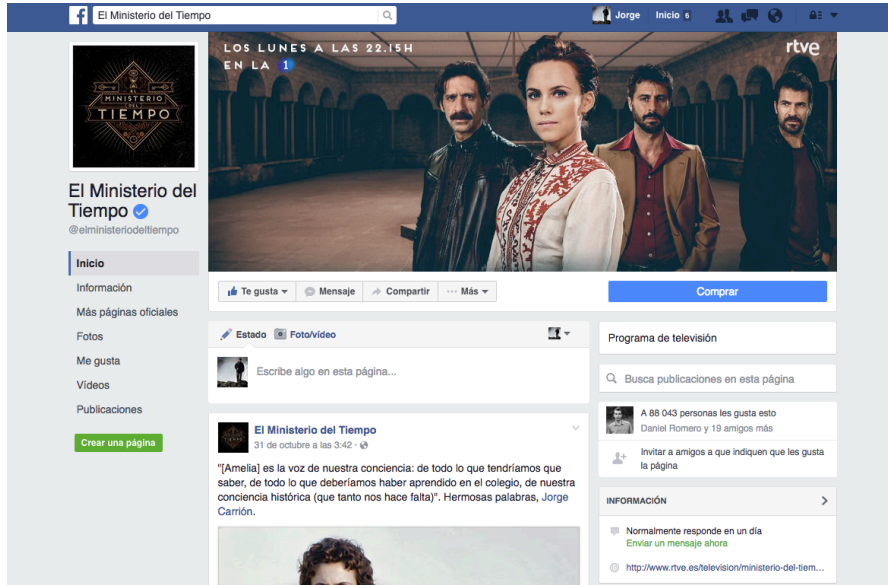 El Ministerio del Tiempo
Jorge
Inicio 6
LOS LUNES A LAS 22.15H
EN LA 1
rtve
EL
MINISTERIO
DEL
TIEMPO
El Ministerio del
Tiempo
@elministeriodeltiempo
Inicio
Información
Más páginas oficiales
Fotos
Me gusta
Vídeos
Publicaciones
Crear una página
Te gusta
Mensaje
Compartir
··· Más
Comprar
Estado
Foto/vídeo
Escribe algo en esta página...
El Ministerio del Tiempo
31 de octubre a las 3:42 ·
"[Amelia] es la voz de nuestra conciencia: de todo lo que tendríamos que
saber, de todo lo que deberíamos haber aprendido en el colegio, de nuestra
conciencia histórica (que tanto nos hace falta)". Hermosas palabras, Jorge
Carrión.
Programa de televisión
Busca publicaciones en esta página
A 88 043 personas les gusta esto
Daniel Romero y 19 amigos más
Invitar a amigos a que indiquen que les gusta
la página
INFORMACIÓN
Normalmente responde en un día
Enviar un mensaje ahora
http://www.rtve.es/television/ministerio-del-tiem...